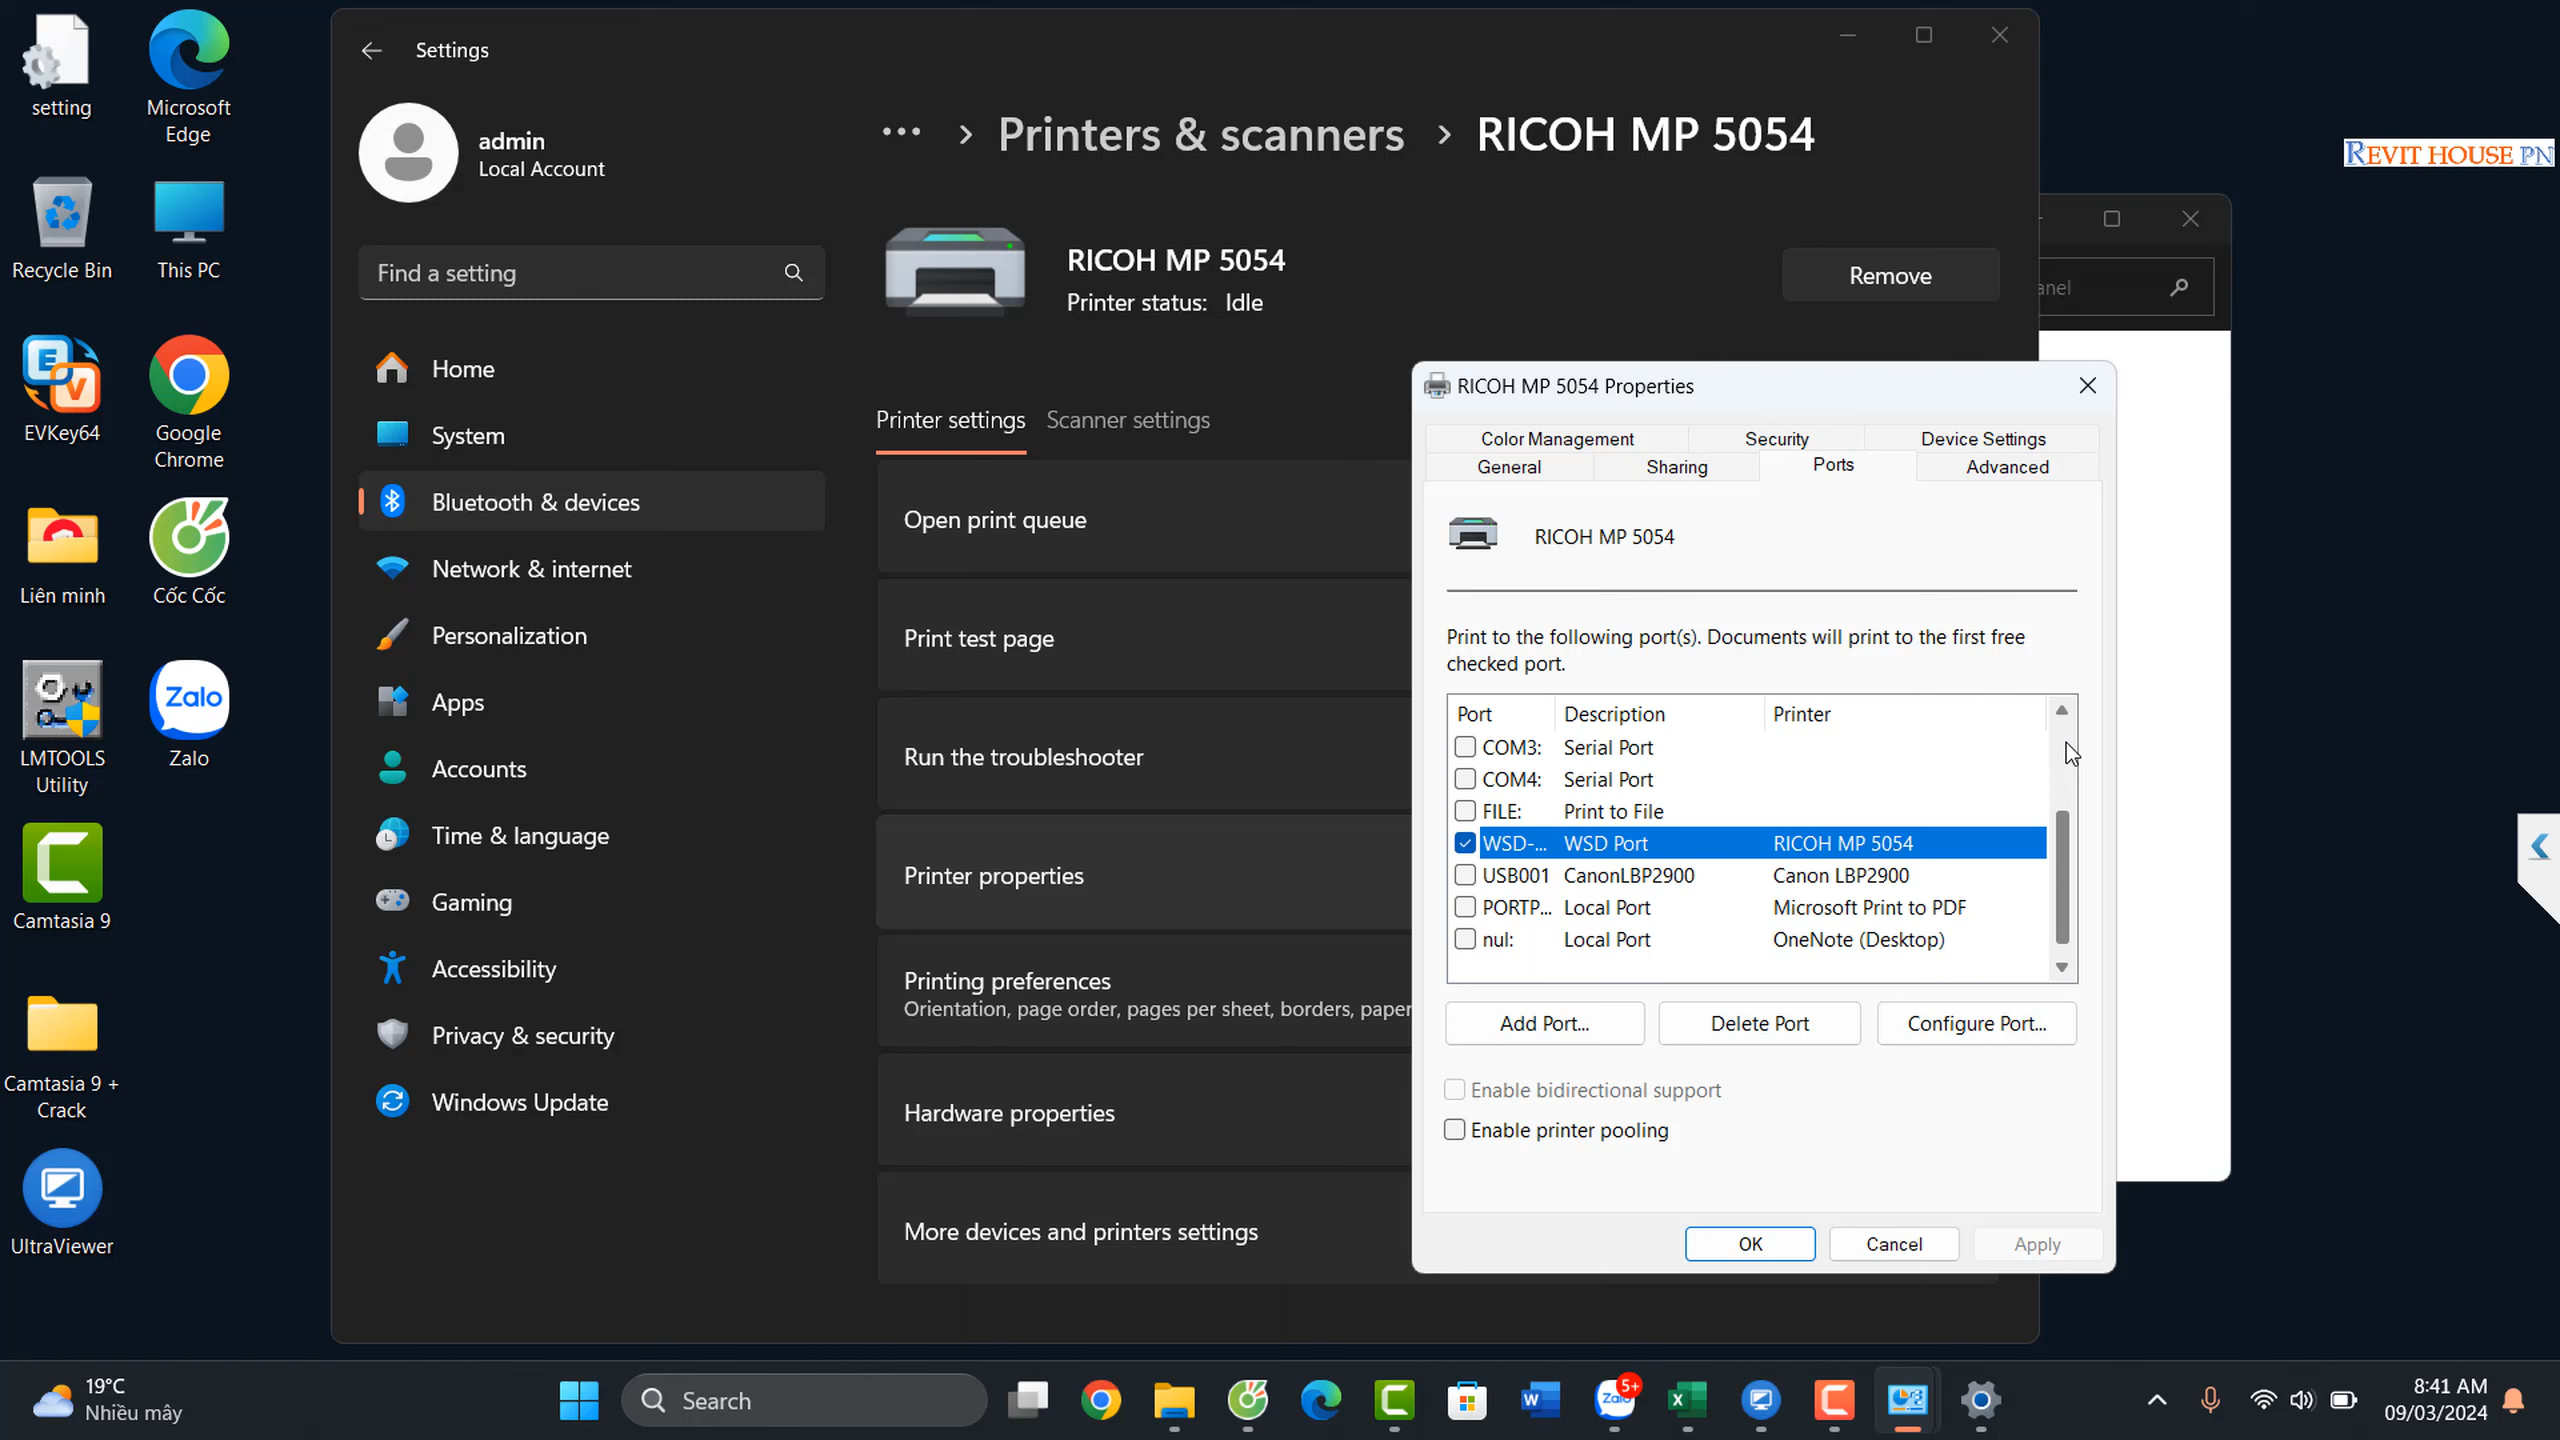 setting
Microsoft
Edge
Recycle Bin
This PC
EVKey64
Google
Chrome
Liên minh
Cốc Cốc
LMTOOLS
Utility
Zalo
Zalo
Camtasia 9
Camtasia 9 +
Crack
UltraViewer
Settings
admin
Local Account
Find a setting
Home
System
Bluetooth & devices
Network & internet
Personalization
Apps
Accounts
Time & language
Gaming
Accessibility
Privacy & security
Windows Update
... > Printers & scanners > RICOH MP 5054
RICOH MP 5054
Printer status: Idle
Remove
Printer settings Scanner settings
Open print queue
Print test page
Run the troubleshooter
Printer properties
Printing preferences
Orientation, page order, pages per sheet, borders, paper
Hardware properties
More devices and printers settings
REVIT HOUSE PN
anel
RICOH MP 5054 Properties
Color Management Security Device Settings
General Sharing Ports Advanced
RICOH MP 5054
Print to the following port(s). Documents will print to the first free
checked port.
Port Description Printer
COM3: Serial Port
COM4: Serial Port
FILE: Print to File
WSD-... WSD Port RICOH MP 5054
USB001 CanonLBP2900 Canon LBP2900
PORTP... Local Port Microsoft Print to PDF
nul: Local Port OneNote (Desktop)
Add Port... Delete Port Configure Port...
Enable bidirectional support
Enable printer pooling
OK Cancel Apply
19°C
Nhiều mây
Search
Zalo
5+
8:41 AM
09/03/2024